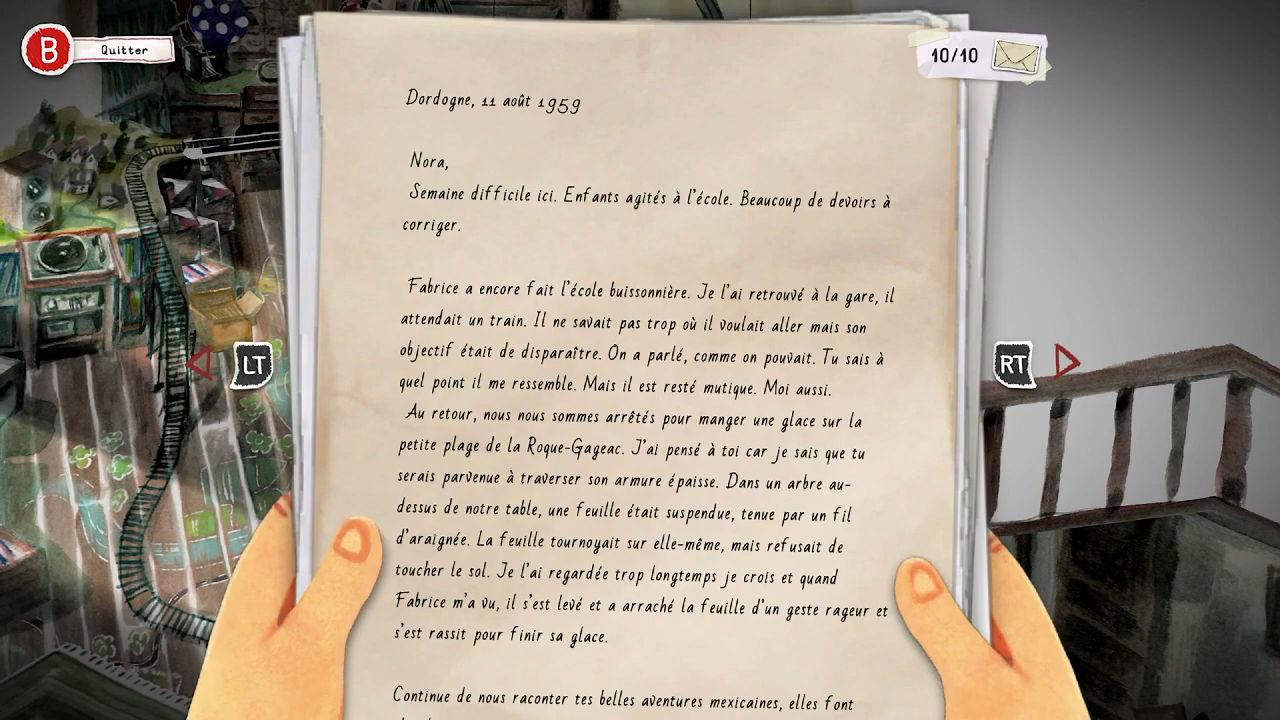 B Quitter
10/10
Dordogne, 11 août 1959
Nora,
Semaine difficile ici. Enfants agités à l'école. Beaucoup de devoirs à
corriger.
Fabrice a encore fait l'école buissonnière. Je l'ai retrouvé à la gare, il
attendait un train. Il ne savait pas trop où il voulait aller mais son
objectif était de disparaître. On a parlé, comme on pouvait. Tu sais à
quel point il me ressemble. Mais il est resté mutique. Moi aussi.
Au retour, nous nous sommes arrêtés pour manger une glace sur la
petite plage de la Roque-Gageac. J'ai pensé à toi car je sais que tu
serais parvenue à traverser son armure épaisse. Dans un arbre au-
dessus de notre table, une feuille était suspendue, tenue par un fil
d'araignée. La feuille tournoyait sur elle-même, mais refusait de
toucher le sol. Je l'ai regardée trop longtemps je crois et quand
Fabrice m'a vu, il s'est levé et a arraché la feuille d'un geste rageur et
s'est rassit pour finir sa glace.
Continue de nous raconter tes belles aventures mexicaines, elles font
LT
RT